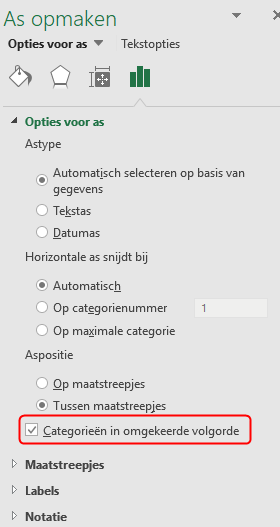 As opmaken
Opties voor as Tekstopties
Opties voor as
Astype
Automatisch selecteren op basis van
gegevens
Tekstas
Datumas
Horizontale as snijdt bij
Automatisch
Op categorienummer 1
Op maximale categorie
Aspositie
Op maatstreepjes
Tussen maatstreepjes
Categorieën in omgekeerde volgorde
Maatstreepjes
Labels
Notatie